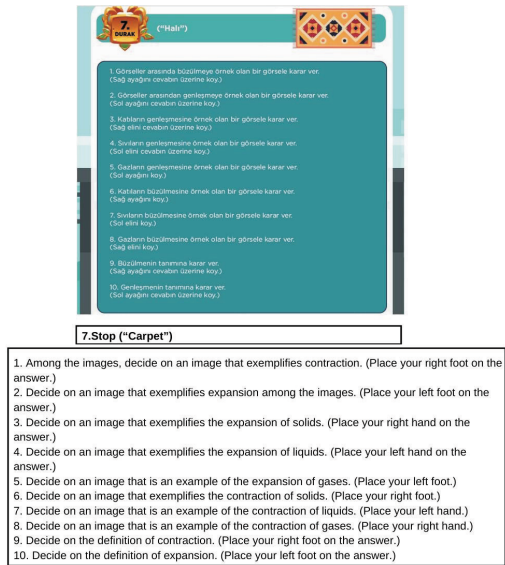 7.
DURAK
("Halı")
1. Görseller arasında büzülmeye örnek olan bir görsele karar ver.
(Sağ ayağını cevabın üzerine koy.)
2. Görseller arasından genleşmeye örnek olan bir görsele karar ver.
(Sol ayağını cevabın üzerine koy.)
3. Katıların genleşmesine örnek olan bir görsele karar ver.
(Sağ elini cevabın üzerine koy.)
4. Sıvıların genleşmesine örnek olan bir görsele karar ver.
(Sol elini cevabın üzerine koy.)
5. Gazların genleşmesine örnek olan bir görsele karar ver.
(Sol ayağını koy.)
6. Katıların büzülmesine örnek olan bir görsele karar ver.
(Sağ ayağını koy.)
7. Sıvıların büzülmesine örnek olan bir görsele karar ver.
(Sol elini koy.)
8. Gazların büzülmesine örnek olan bir görsele karar ver.
(Sağ elini koy.)
9. Büzülmenin tanımına karar ver.
(Sağ ayağını cevabın üzerine koy.)
10. Genleşmenin tanımına karar ver.
(Sol ayağını cevabın üzerine koy.)
7.Stop ("Carpet")
1. Among the images, decide on an image that exemplifies contraction. (Place your right foot on the
answer.)
2. Decide on an image that exemplifies expansion among the images. (Place your left foot on the
answer.)
3. Decide on an image that exemplifies the expansion of solids. (Place your right hand on the
answer.)
4. Decide on an image that exemplifies the expansion of liquids. (Place your left hand on the
answer.)
5. Decide on an image that is an example of the expansion of gases. (Place your left foot.)
6. Decide on an image that exemplifies the contraction of solids. (Place your right foot.)
7. Decide on an image that is an example of the contraction of liquids. (Place your left hand.)
8. Decide on an image that is an example of the contraction of gases. (Place your right hand.)
9. Decide on the definition of contraction. (Place your right foot on the answer.)
10. Decide on the definition of expansion. (Place your left foot on the answer.)